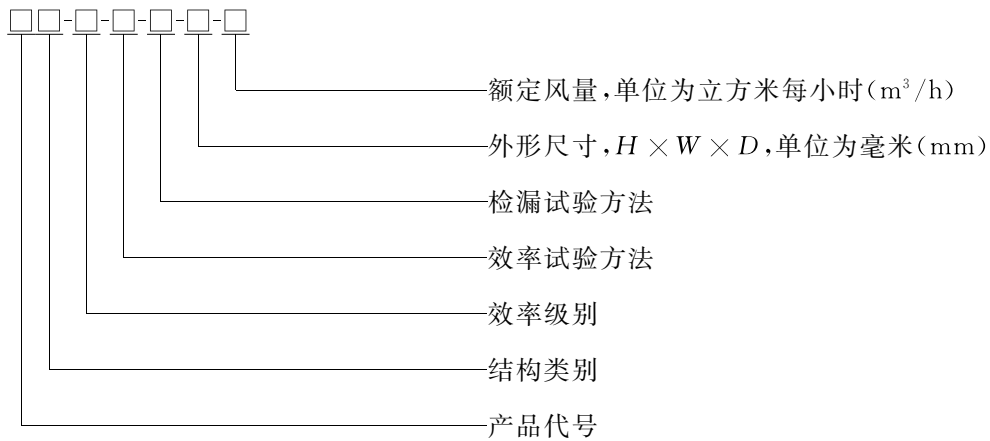 □□-□-□-□-□-□
额定风量,单位为立方米每小时(m³/h)
外形尺寸,H×W×D,单位为毫米(mm)
检漏试验方法
效率试验方法
效率级别
结构类别
产品代号